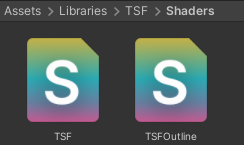 Assets > Libraries > TSF > Shaders
S S
TSF TSFOutline